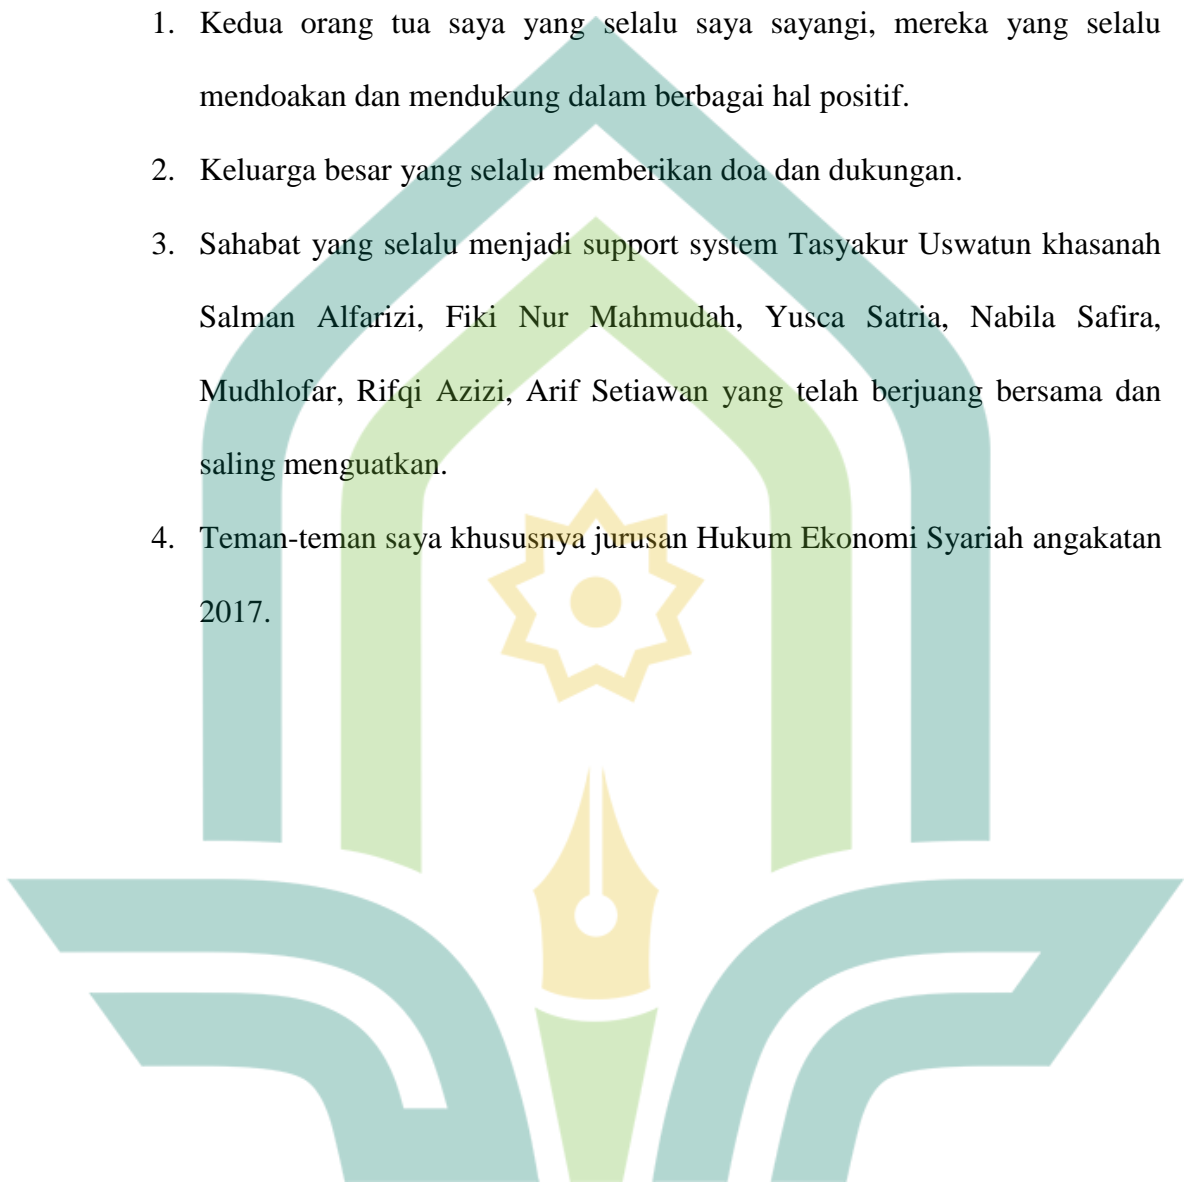 1. Kedua orang tua saya yang selalu saya sayangi, mereka yang selalu
mendoakan dan mendukung dalam berbagai hal positif.
2. Keluarga besar yang selalu memberikan doa dan dukungan.
3. Sahabat yang selalu menjadi support system Tasyakur Uswatun khasanah
Salman Alfarizi, Fiki Nur Mahmudah, Yusca Satria, Nabila Safira,
Mudhlofar, Rifqi Azizi, Arif Setiawan yang telah berjuang bersama dan
saling menguatkan.
4. Teman-teman saya khususnya jurusan Hukum Ekonomi Syariah angakatan
2017.